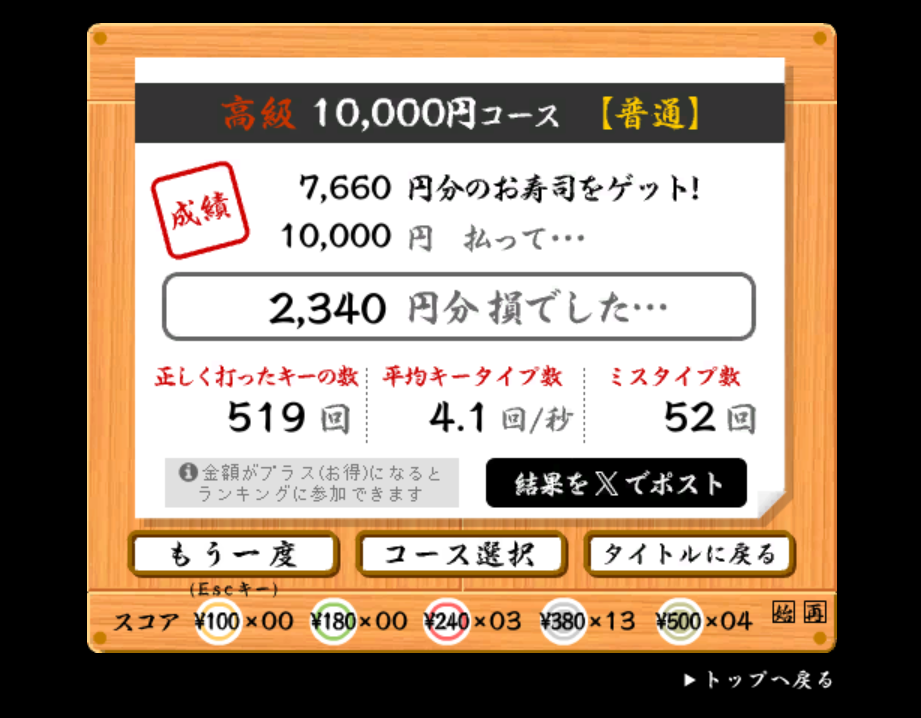 高級 10,000円コース 【普通】
成績
7,660 円分のお寿司をゲット!
10,000 円 払って…
2,340 円分 損でした…
正しく打ったキーの数 平均キータイプ数 ミスタイプ数
519 回 4.1 回/秒 52 回
金額がプラス(お得)になると
ランキングに参加できます
結果を𝕏でポスト
もう一度 コース選択 タイトルに戻る
(Escキー)
スコア ¥100×00 ¥180×00 ¥240×03 ¥380×13 ¥500×04 始 再
▶トップへ戻る